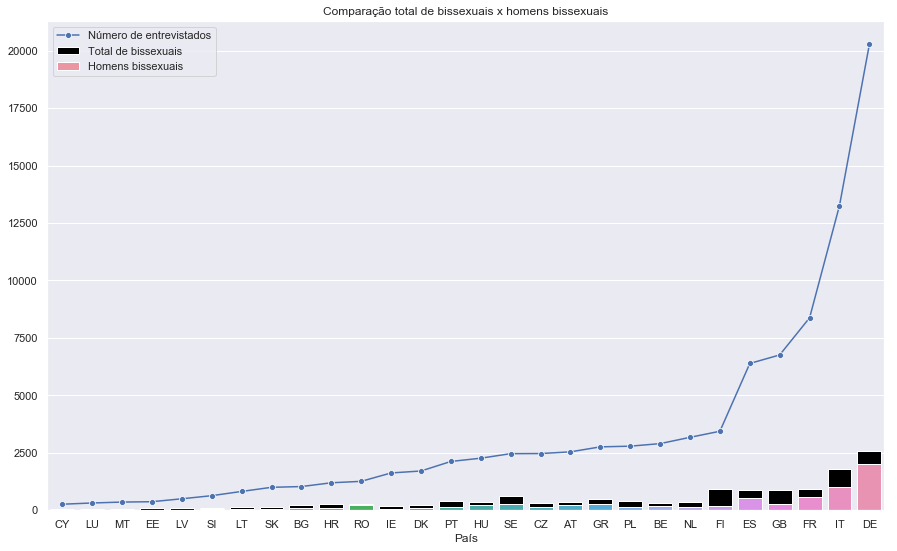 Comparação total de bissexuais x homens bissexuais
Número de entrevistados
Total de bissexuais
Homens bissexuais
20000
17500
15000
12500
10000
7500
5000
2500
0
CY LU MT EE LV SI LT SK BG HR RO IE DK PT HU SE CZ AT GR PL BE NL FI ES GB FR IT DE
País